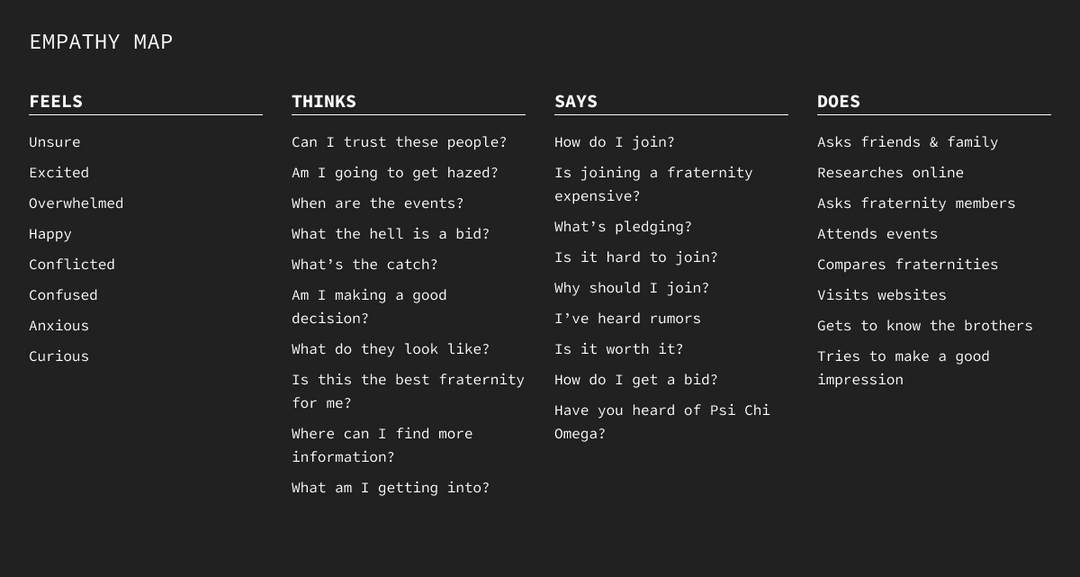 EMPATHY MAP
FEELS
Unsure
Excited
Overwhelmed
Happy
Conflicted
Confused
Anxious
Curious
THINKS
Can I trust these people?
Am I going to get hazed?
When are the events?
What the hell is a bid?
What’s the catch?
Am I making a good
decision?
What do they look like?
Is this the best fraternity
for me?
Where can I find more
information?
What am I getting into?
SAYS
How do I join?
Is joining a fraternity
expensive?
What’s pledging?
Is it hard to join?
Why should I join?
I’ve heard rumors
Is it worth it?
How do I get a bid?
Have you heard of Psi Chi
Omega?
DOES
Asks friends & family
Researches online
Asks fraternity members
Attends events
Compares fraternities
Visits websites
Gets to know the brothers
Tries to make a good
impression